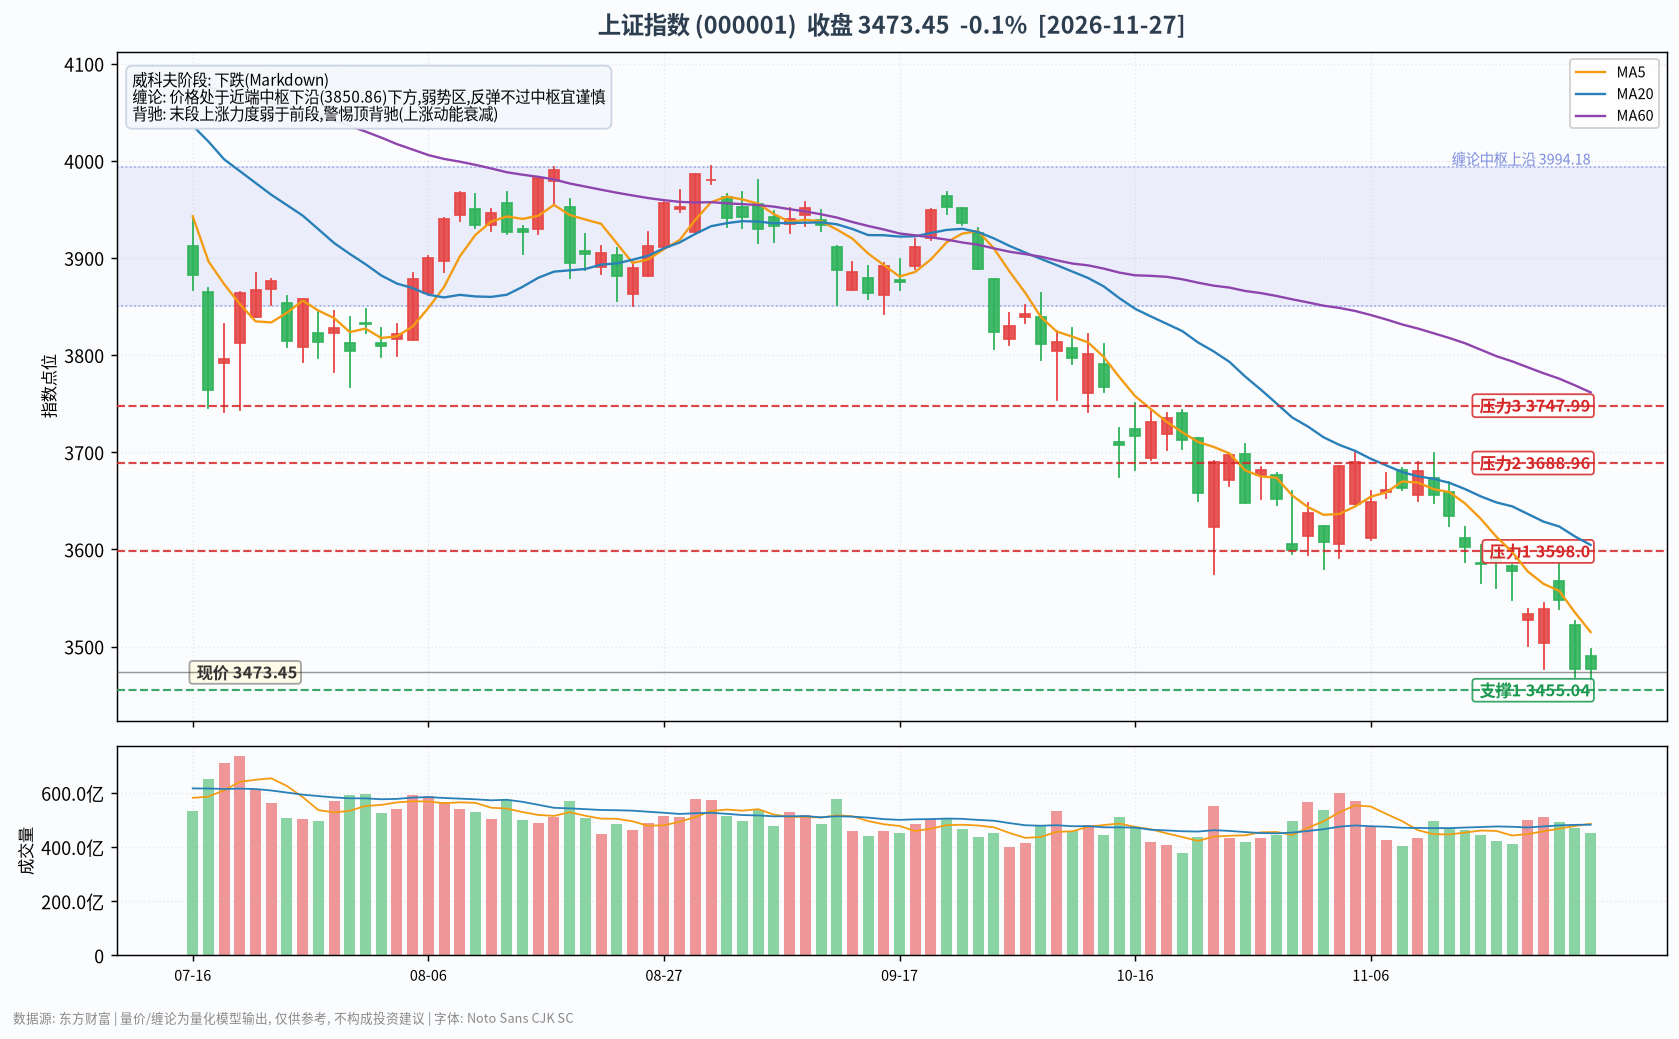 上证指数 (000001)  收盘 3473.45  -0.1%  [2026-11-27]
威科夫阶段: 下跌(Markdown)
缠论: 价格处于近端中枢下沿(3850.86)下方,弱势区,反弹不过中枢宜谨慎
背驰: 末段上涨力度弱于前段,警惕顶背驰(上涨动能衰减)
MA5
MA20
MA60
4100
4000
3900
3800
3700
3600
3500
指数点位
缠论中枢上沿 3994.18
压力3 3747.99
压力2 3688.96
压力1 3598.0
现价 3473.45
支撑1 3455.04
600.0亿
400.0亿
200.0亿
0
成交量
07-16
08-06
08-27
09-17
10-16
11-06
数据源: 东方财富 | 量价/缠论为量化模型输出, 仅供参考, 不构成投资建议 | 字体: Noto Sans CJK SC